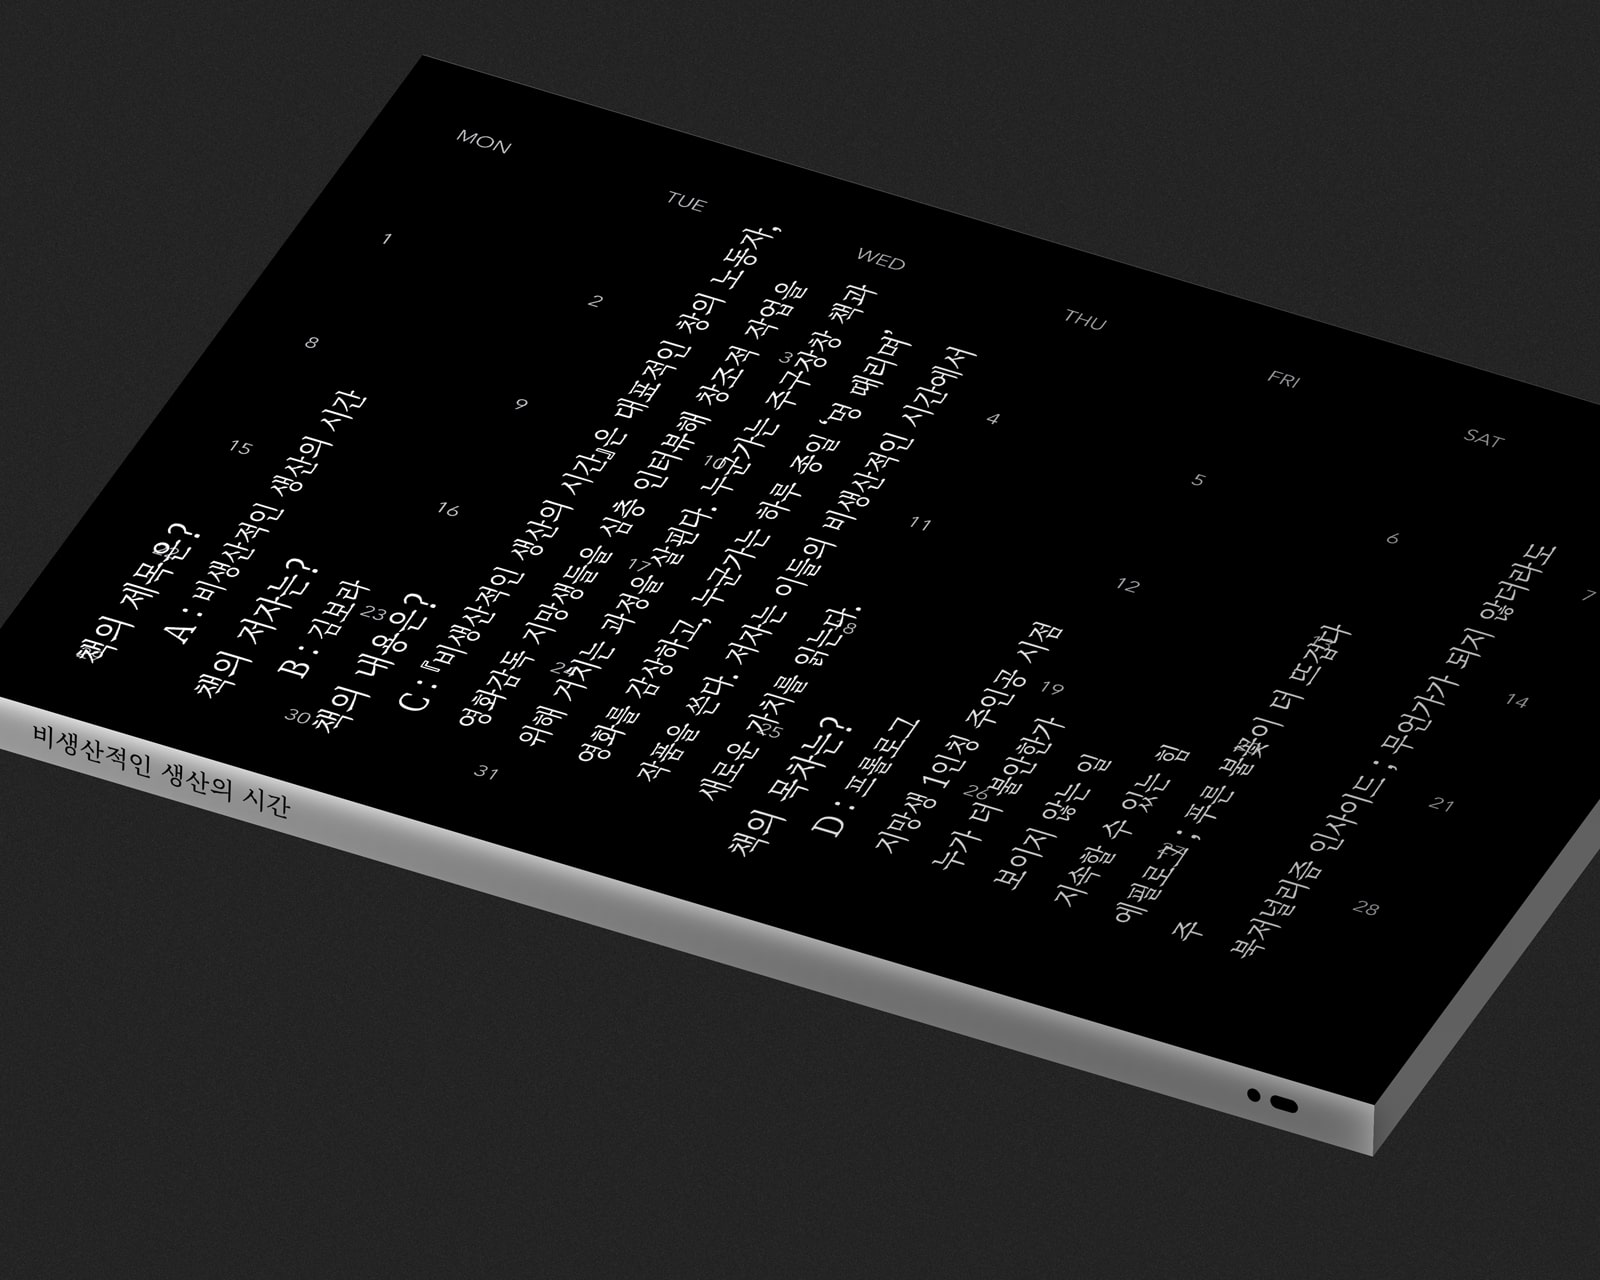 MON TUE WED THU FRI SAT
1 2 3 4 5 6 7
8 9 10 11 12 14
15 16 17 18 19 21
22 23 24 25 26 27 28
30 31
책의 제목은?
A : 비생산적인 생산의 시간
책의 저자는?
B : 김보라
책의 내용은?
C : 『비생산적인 생산의 시간』은 대표적인 창의 노동자,
영화감독 지망생들을 심층 인터뷰해 창조적 작업을
위해 거치는 과정을 살핀다. 누군가는 주구장창 책과
영화를 감상하고, 누군가는 하루 종일 ‘멍 때리며’
작품을 쓴다. 저자는 이들의 비생산적인 시간에서
새로운 가치를 읽는다.
책의 목차는?
D : 프롤로그
지망생 1인칭 주인공 시점
누가 더 불안한가
보이지 않는 일
지속할 수 있는 힘
에필로그 ; 푸른 불꽃이 더 뜨겁다
주
북저널리즘 인사이드 ; 무언가가 되지 않더라도
비생산적인 생산의 시간